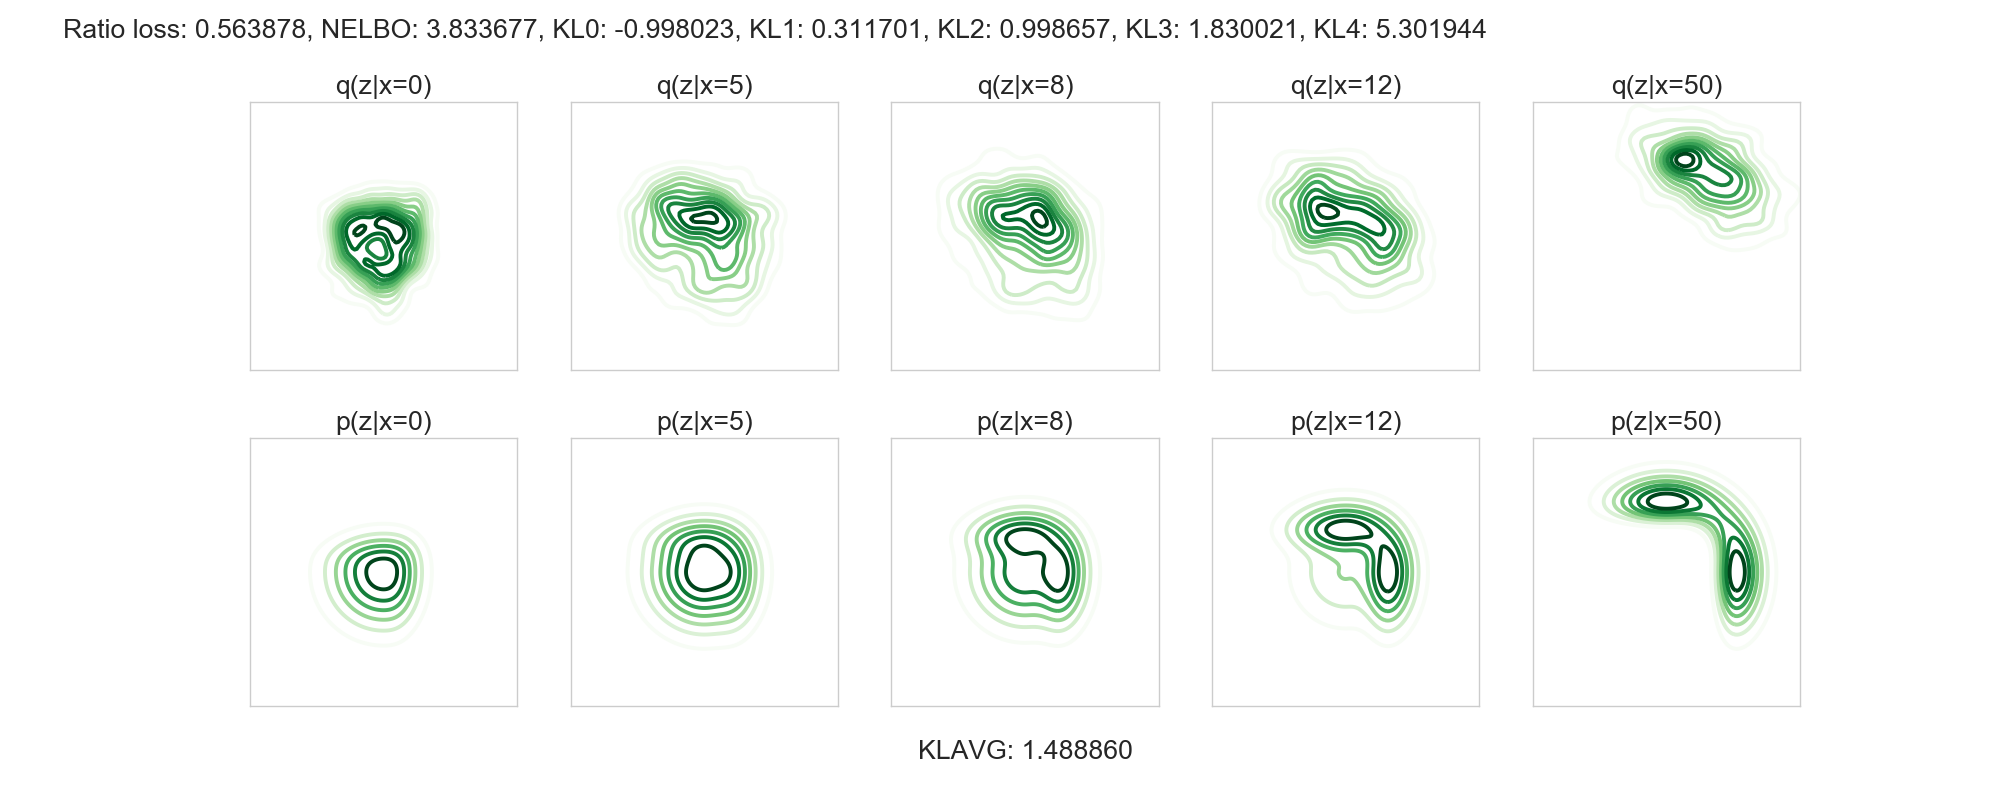 Ratio loss: 0.563878, NELBO: 3.833677, KL0: -0.998023, KL1: 0.311701, KL2: 0.998657, KL3: 1.830021, KL4: 5.301944
q(z|x=0) q(z|x=5) q(z|x=8) q(z|x=12) q(z|x=50)
p(z|x=0) p(z|x=5) p(z|x=8) p(z|x=12) p(z|x=50)
KLAVG: 1.488860